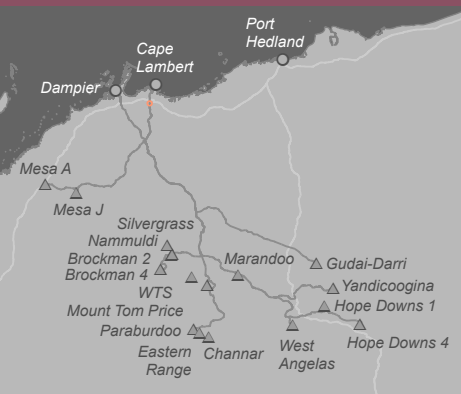 Port
Hedland
Cape
Lambert
Dampier
Mesa A
Mesa J
Silvergrass
Nammuldi
Brockman 2
Brockman 4
Marandoo
Gudai-Darri
WTS
Yandicoogina
Mount Tom Price
Hope Downs 1
Paraburdoo
Eastern
Range
Channar
West
Angelas
Hope Downs 4